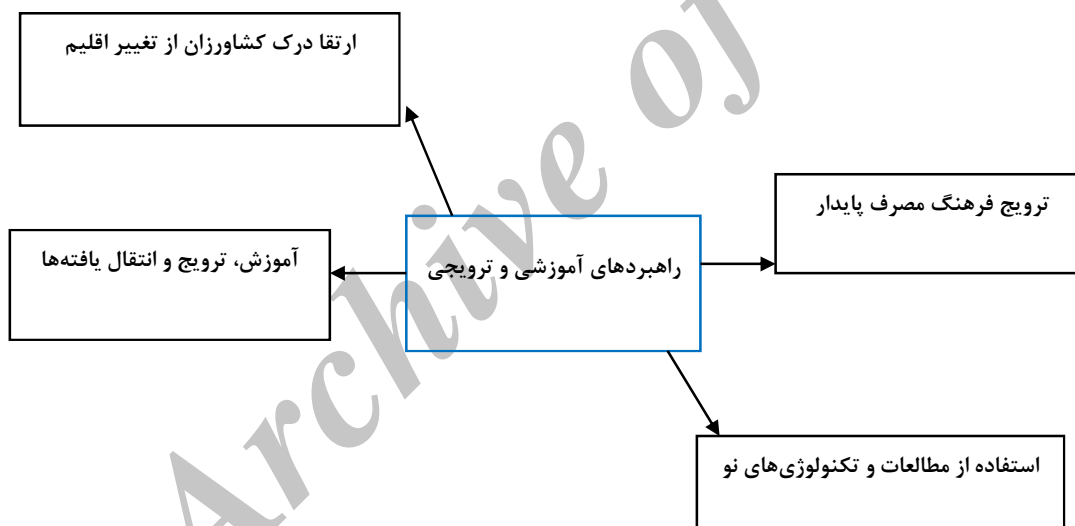 ارتقا درک کشاورزان از تغییر اقلیم
ترویج فرهنگ مصرف پایدار
آموزش، ترویج و انتقال یافته‌ها
راهبردهای آموزشی و ترویجی
استفاده از مطالعات و تکنولوژی‌های نو
Archive of